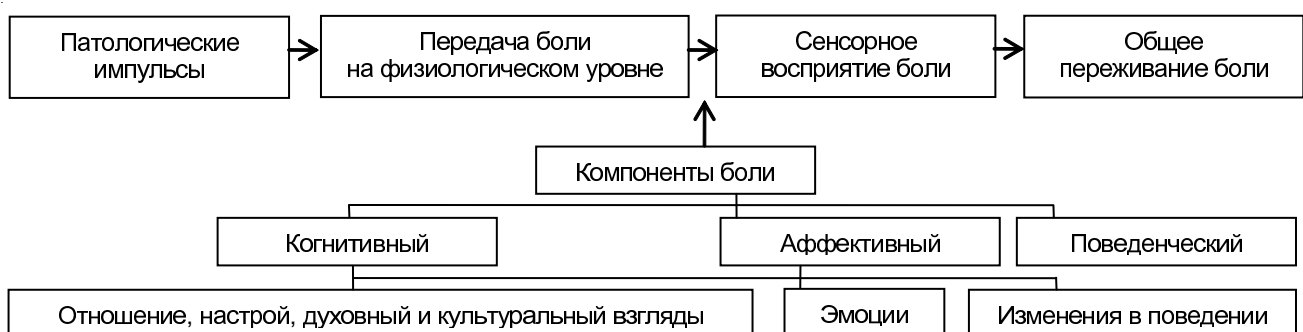 Патологические
импульсы
Передача боли
на физиологическом уровне
Сенсорное
восприятие боли
Общее
переживание боли
Компоненты боли
Когнитивный
Аффективный
Поведенческий
Отношение, настрой, духовный и культуральный взгляды
Эмоции
Изменения в поведении